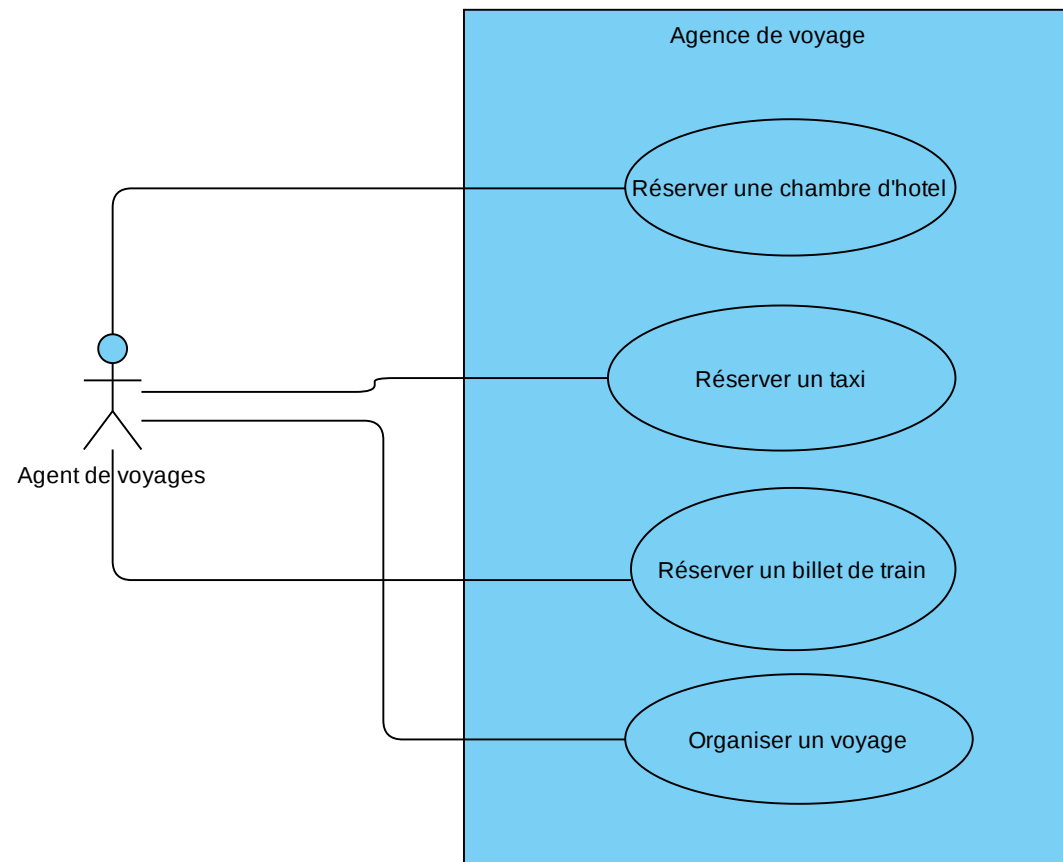 Agence de voyage
Réserver une chambre d'hotel
Réserver un taxi
Agent de voyages
Réserver un billet de train
Organiser un voyage